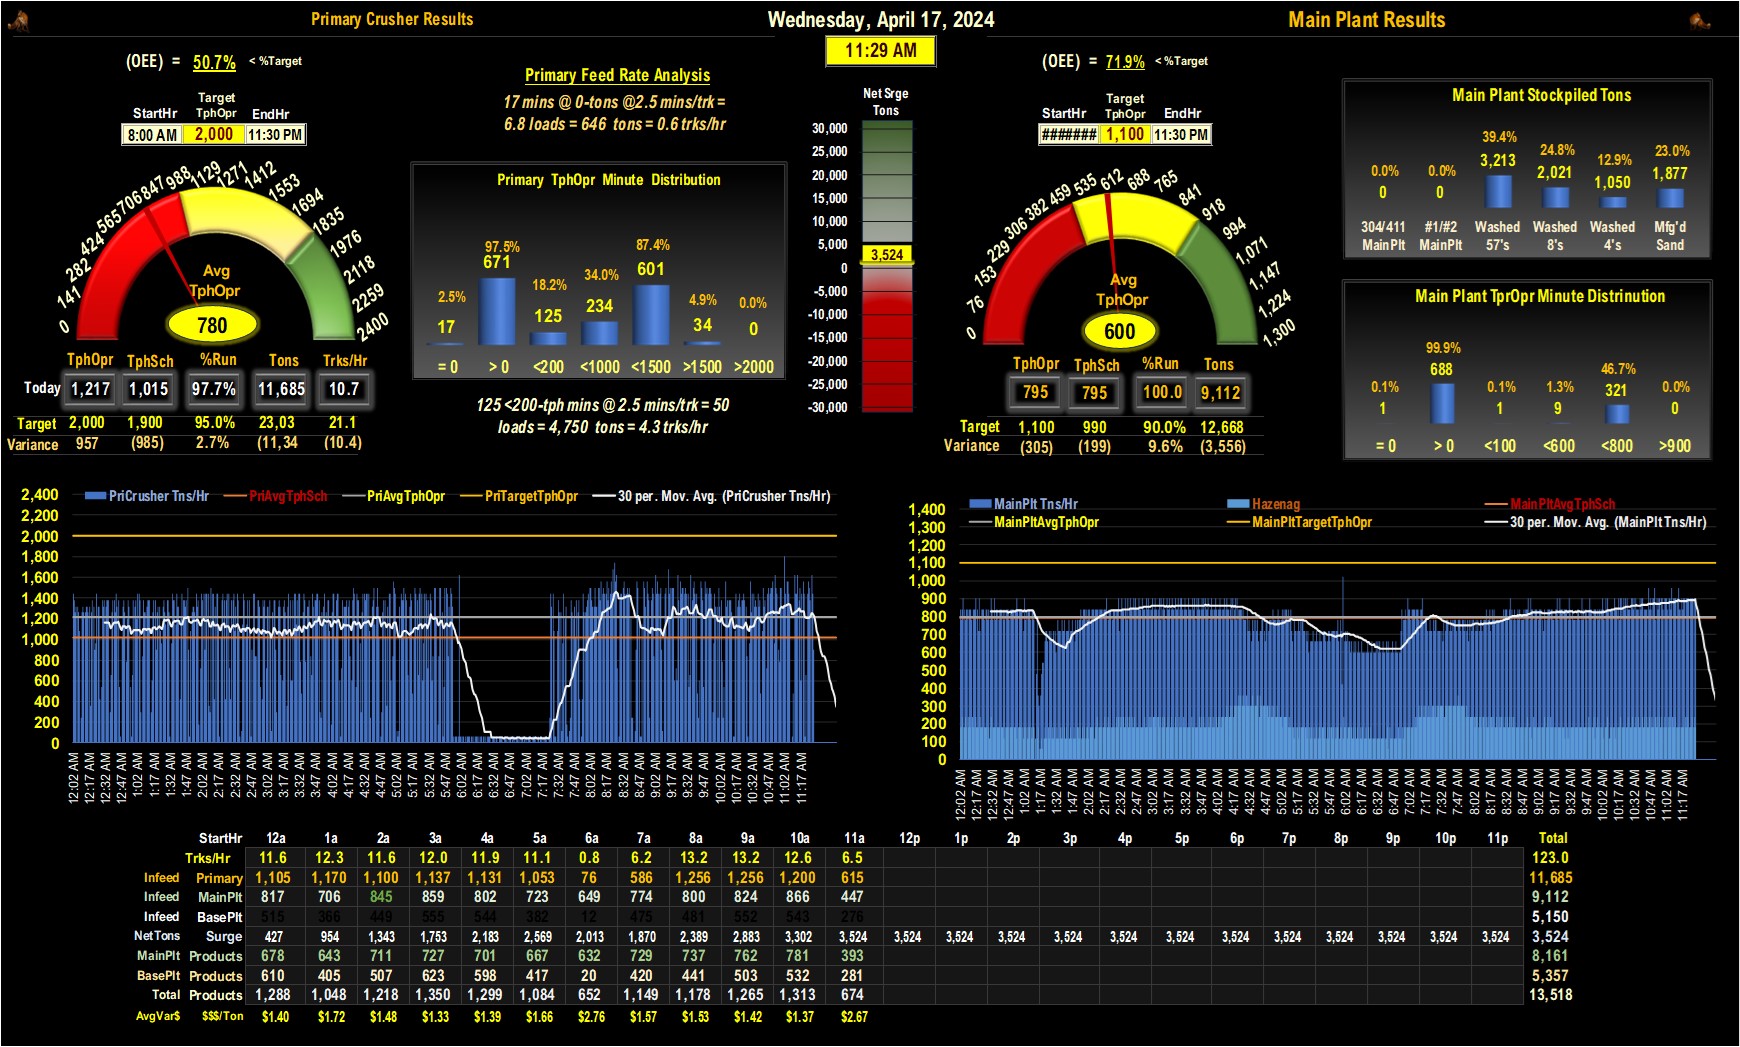 Primary Crusher Results
Wednesday, April 17, 2024
Main Plant Results
11:29 AM
(OEE) = 50.7% < %Target
StartHr Target TphOpr EndHr
8:00 AM 2,000 11:30 PM
0 141 282 424 565 706 847 988 1129 1271 1412 1553 1694 1835 1976 2118 2259 2400
Avg
TphOpr
780
TphOpr TphSch %Run Tons Trks/Hr
Today 1,217 1,015 97.7% 11,685 10.7
Target 2,000 1,900 95.0% 23,03 21.1
Variance 957 (985) 2.7% (11,34 (10.4)
Primary Feed Rate Analysis
17 mins @ 0-tons @2.5 mins/trk =
6.8 loads = 646 tons = 0.6 trks/hr
Primary TphOpr Minute Distribution
2.5% 97.5% 18.2% 34.0% 87.4% 4.9% 0.0%
17 671 125 234 601 34 0
= 0 > 0 <200 <1000 <1500 >1500 >2000
125 <200-tph mins @ 2.5 mins/trk = 50
loads = 4,750 tons = 4.3 trks/hr
Net Srge
Tons
30,000
25,000
20,000
15,000
10,000
5,000
3,524
0
-5,000
-10,000
-15,000
-20,000
-25,000
-30,000
(OEE) = 71.9% < %Target
StartHr Target TphOpr EndHr
####### 1,100 11:30 PM
0 76 153 229 306 382 459 535 612 688 765 841 918 994 1,071 1,147 1,224 1,300
Avg
TphOpr
600
TphOpr TphSch %Run Tons
795 795 100.0 9,112
Target 1,100 990 90.0% 12,668
Variance (305) (199) 9.6% (3,556)
Main Plant Stockpiled Tons
0.0% 0.0% 39.4% 24.8% 12.9% 23.0%
0 0 3,213 2,021 1,050 1,877
304/411 #1/#2 Washed Washed Washed Mfg'd
MainPlt MainPlt 57's 8's 4's Sand
Main Plant TprOpr Minute Distrinution
0.1% 99.9% 0.1% 1.3% 46.7% 0.0%
1 688 1 9 321 0
= 0 > 0 <100 <600 <800 >900
PriCrusher Tns/Hr PriAvgTphSch PriAvgTphOpr PriTargetTphOpr 30 per. Mov. Avg. (PriCrusher Tns/Hr)
2,400
2,200
2,000
1,800
1,600
1,400
1,200
1,000
800
600
400
200
0
12:02 AM 12:17 AM 12:32 AM 12:47 AM 1:02 AM 1:17 AM 1:32 AM 1:47 AM 2:02 AM 2:17 AM 2:32 AM 2:47 AM 3:02 AM 3:17 AM 3:32 AM 3:47 AM 4:02 AM 4:17 AM 4:32 AM 4:47 AM 5:02 AM 5:17 AM 5:32 AM 5:47 AM 6:02 AM 6:17 AM 6:32 AM 6:47 AM 7:02 AM 7:17 AM 7:32 AM 7:47 AM 8:02 AM 8:17 AM 8:32 AM 8:47 AM 9:02 AM 9:17 AM 9:32 AM 9:47 AM 10:02 AM 10:17 AM 10:32 AM 10:47 AM 11:02 AM 11:17 AM
MainPlt Tns/Hr Hazenag MainPltAvgTphSch
MainPltAvgTphOpr MainPltTargetTphOpr 30 per. Mov. Avg. (MainPlt Tns/Hr)
1,400
1,300
1,200
1,100
1,000
900
800
700
600
500
400
300
200
100
0
12:02 AM 12:17 AM 12:32 AM 12:47 AM 1:02 AM 1:17 AM 1:32 AM 1:47 AM 2:02 AM 2:17 AM 2:32 AM 2:47 AM 3:02 AM 3:17 AM 3:32 AM 3:47 AM 4:02 AM 4:17 AM 4:32 AM 4:47 AM 5:02 AM 5:17 AM 5:32 AM 5:47 AM 6:02 AM 6:17 AM 6:32 AM 6:47 AM 7:02 AM 7:17 AM 7:32 AM 7:47 AM 8:02 AM 8:17 AM 8:32 AM 8:47 AM 9:02 AM 9:17 AM 9:32 AM 9:47 AM 10:02 AM 10:17 AM 10:32 AM 10:47 AM 11:02 AM 11:17 AM
StartHr 12a 1a 2a 3a 4a 5a 6a 7a 8a 9a 10a 11a 12p 1p 2p 3p 4p 5p 6p 7p 8p 9p 10p 11p Total
Trks/Hr 11.6 12.3 11.6 12.0 11.9 11.1 0.8 6.2 13.2 13.2 12.6 6.5 123.0
Infeed Primary 1,105 1,170 1,100 1,137 1,131 1,053 76 586 1,256 1,256 1,200 615 11,685
Infeed MainPlt 817 706 845 859 802 723 649 774 800 824 866 447 9,112
Infeed BasePlt 515 366 449 555 544 382 12 475 481 552 543 276 5,150
NetTons Surge 427 954 1,343 1,753 2,183 2,569 2,013 1,870 2,389 2,883 3,302 3,524 3,524 3,524 3,524 3,524 3,524 3,524 3,524 3,524 3,524 3,524 3,524 3,524 3,524
MainPlt Products 678 643 711 727 701 667 632 729 737 762 781 393 8,161
BasePlt Products 610 405 507 623 598 417 20 420 441 503 532 281 5,357
Total Products 1,288 1,048 1,218 1,350 1,299 1,084 652 1,149 1,178 1,265 1,313 674 13,518
AvgVar$ $$$/Ton $1.40 $1.72 $1.48 $1.33 $1.39 $1.66 $2.76 $1.57 $1.53 $1.42 $1.37 $2.67